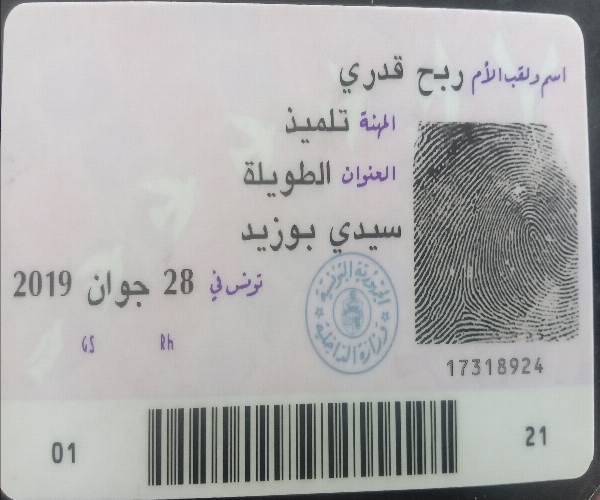 اسم ولقب الأم ربح قدري
المهنة تلميذ
العنوان الطويلة
سيدي بوزيد
تونس في 28 جوان 2019
الجمهورية التونسية
وزارة الداخلية
GS Rh
17318924
01 21